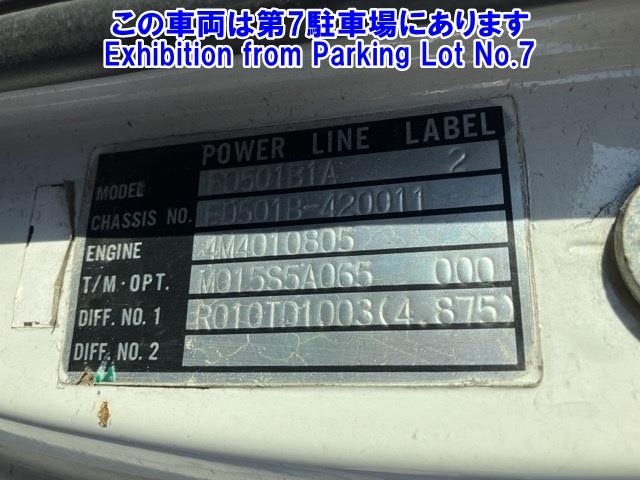 この車両は第7駐車場にあります
Exhibition from Parking Lot No.7
POWER LINE LABEL
MODEL FD501B1A 2
CHASSIS NO. FD501B-420011
ENGINE 4M4010805
T/M·OPT. M015S5A065 000
DIFF. NO. 1 R010TD1003(4.875)
DIFF. NO. 2